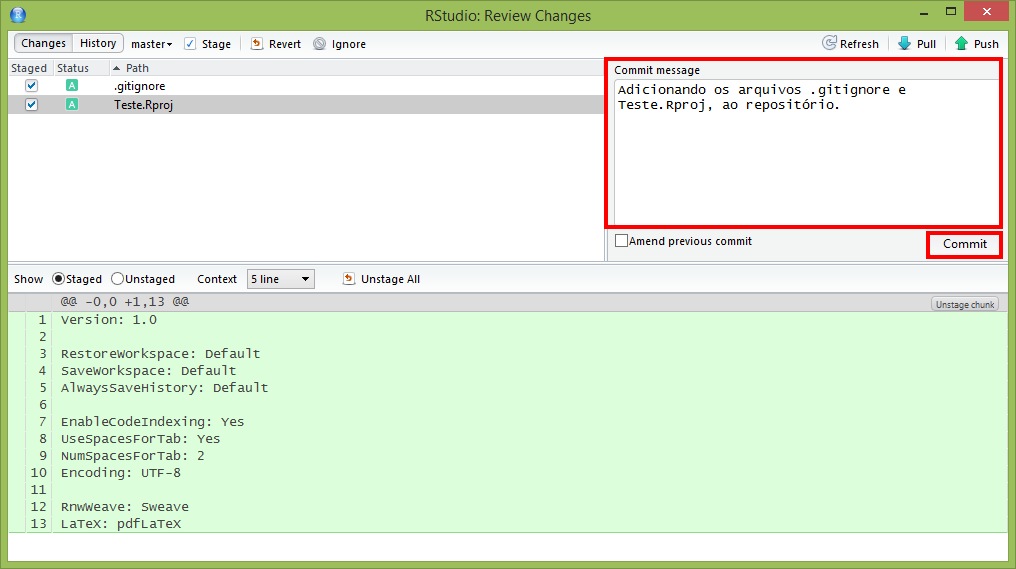 RStudio: Review Changes
Changes History master Stage Revert Ignore Refresh Pull Push
Staged Status Path
A .gitignore
A Teste.Rproj
Commit message
Adicionando os arquivos .gitignore e
Teste.Rproj, ao repositório.
Amend previous commit Commit
Show Staged Unstaged Context 5 line Unstage All
@@ -0,0 +1,13 @@ Unstage chunk
1 Version: 1.0
2
3 RestoreWorkspace: Default
4 SaveWorkspace: Default
5 AlwaysSaveHistory: Default
6
7 EnableCodeIndexing: Yes
8 UseSpacesForTab: Yes
9 NumSpacesForTab: 2
10 Encoding: UTF-8
11
12 RnwWeave: Sweave
13 LaTeX: pdfLaTeX